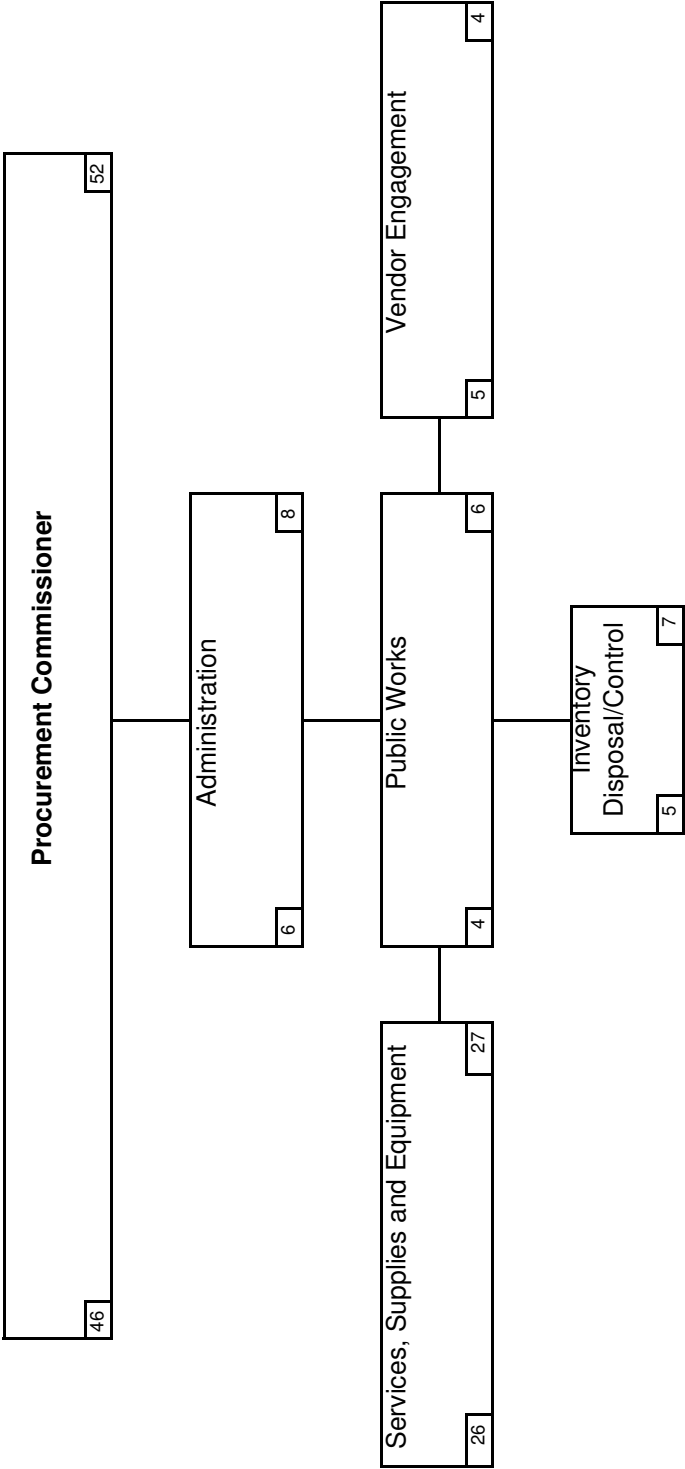 Procurement Commissioner
46
52
Administration
6
8
Services, Supplies and Equipment
26
27
Public Works
4
6
Vendor Engagement
5
4
Inventory
Disposal/Control
5
7